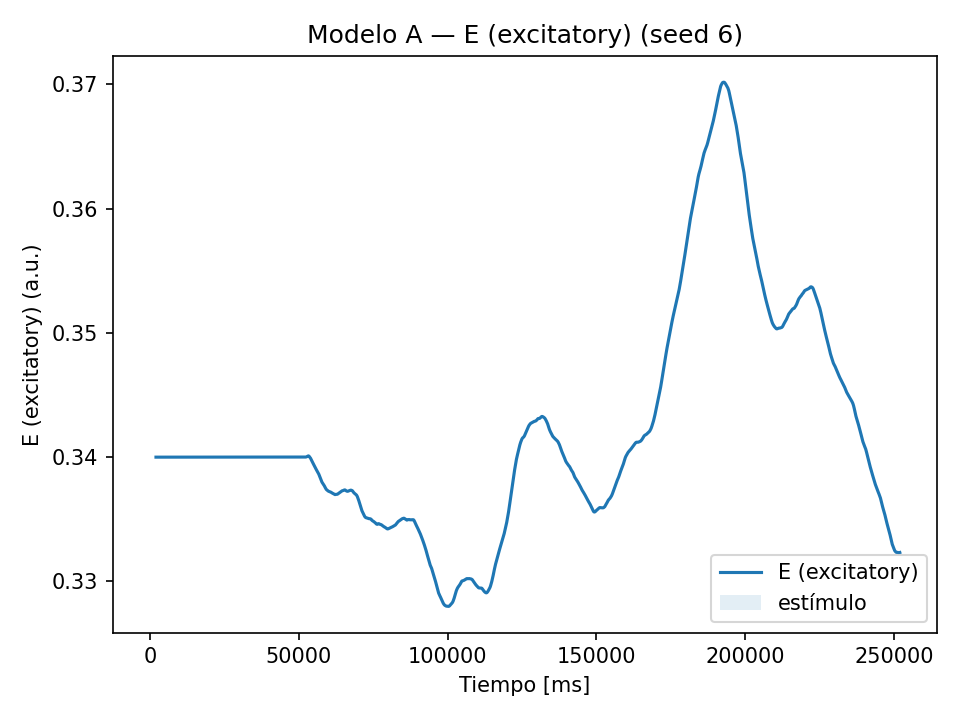 Modelo A — E (excitatory) (seed 6)
E (excitatory) (a.u.)
0.37
0.36
0.35
0.34
0.33
0 50000 100000 150000 200000 250000
Tiempo [ms]
E (excitatory)
estímulo